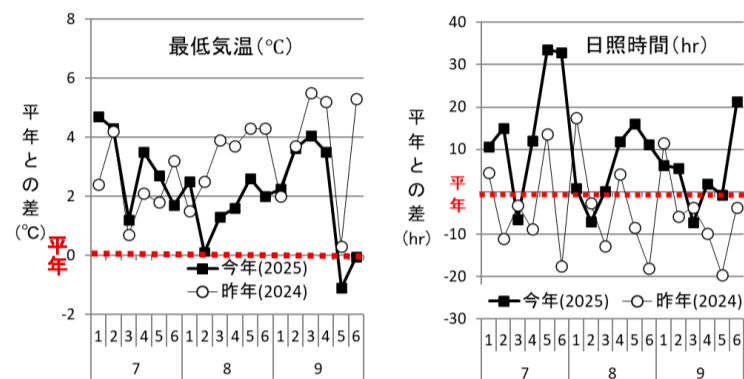 最低気温(℃)
平年との差(℃)
平年
8
6
4
2
0
-2
今年(2025)
昨年(2024)
1 2 3 4 5 6 1 2 3 4 5 6 1 2 3 4 5 6
7 8 9
日照時間(hr)
平年との差(hr)
平年
40
30
20
10
-10
-20
-30
今年(2025)
昨年(2024)
1 2 3 4 5 6 1 2 3 4 5 6 1 2 3 4 5 6
7 8 9